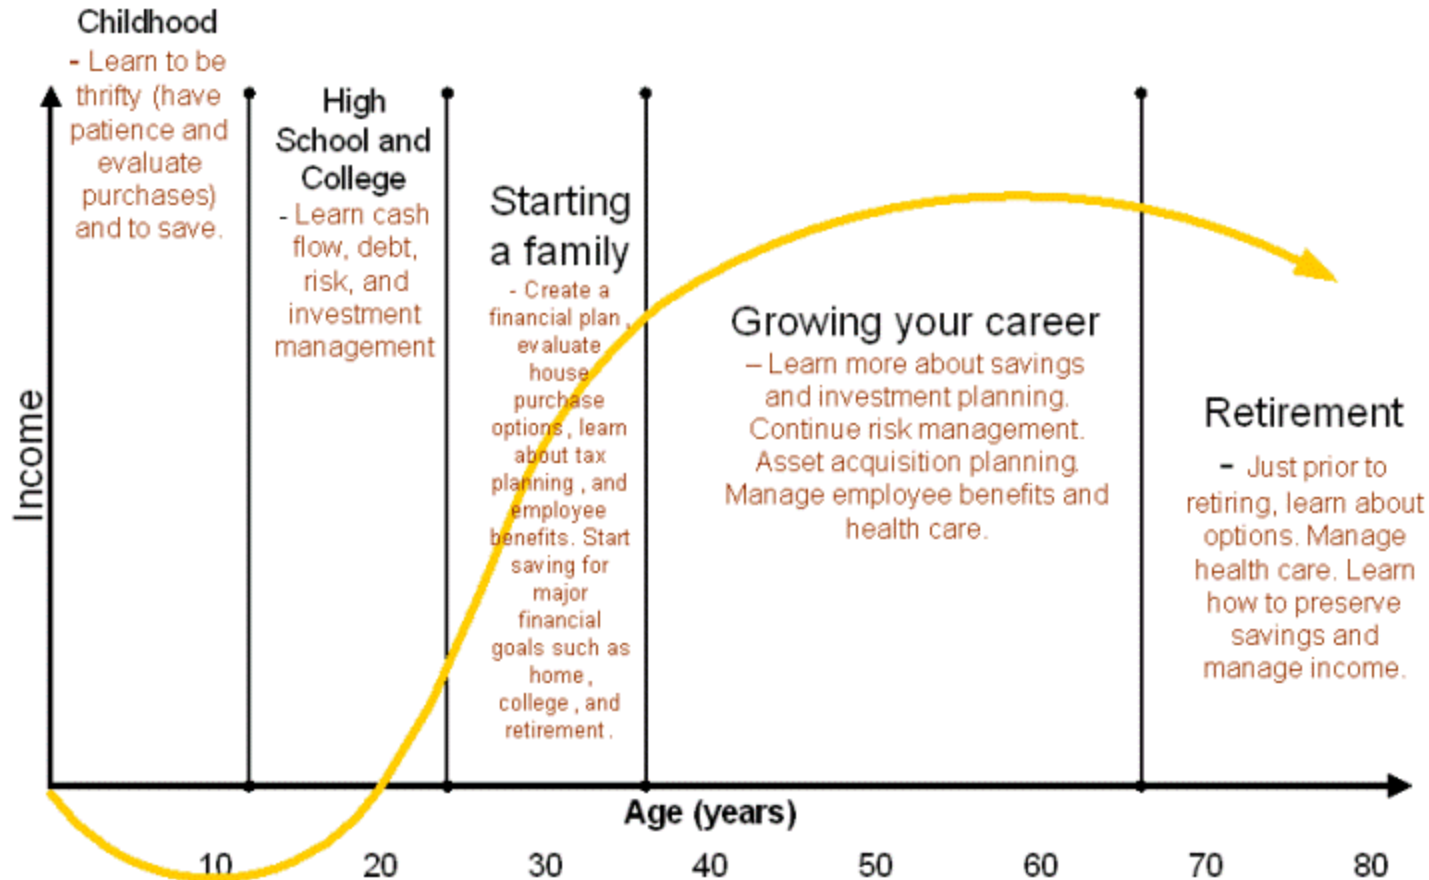 Childhood
- Learn to be
thrifty (have
patience and
evaluate
purchases)
and to save.
High
School and
College
- Learn cash
flow, debt,
risk, and
investment
management
Starting
a family
- Create a
financial plan,
evaluate
house
purchase
options, learn
about tax
planning, and
employee
benefits. Start
saving for
major
financial
goals such as
home,
college, and
retirement.
Growing your career
– Learn more about savings
and investment planning.
Continue risk management.
Asset acquisition planning.
Manage employee benefits and
health care.
Retirement
- Just prior to
retiring, learn about
options. Manage
health care. Learn
how to preserve
savings and
manage income.
Income
Age (years)
10 20 30 40 50 60 70 80